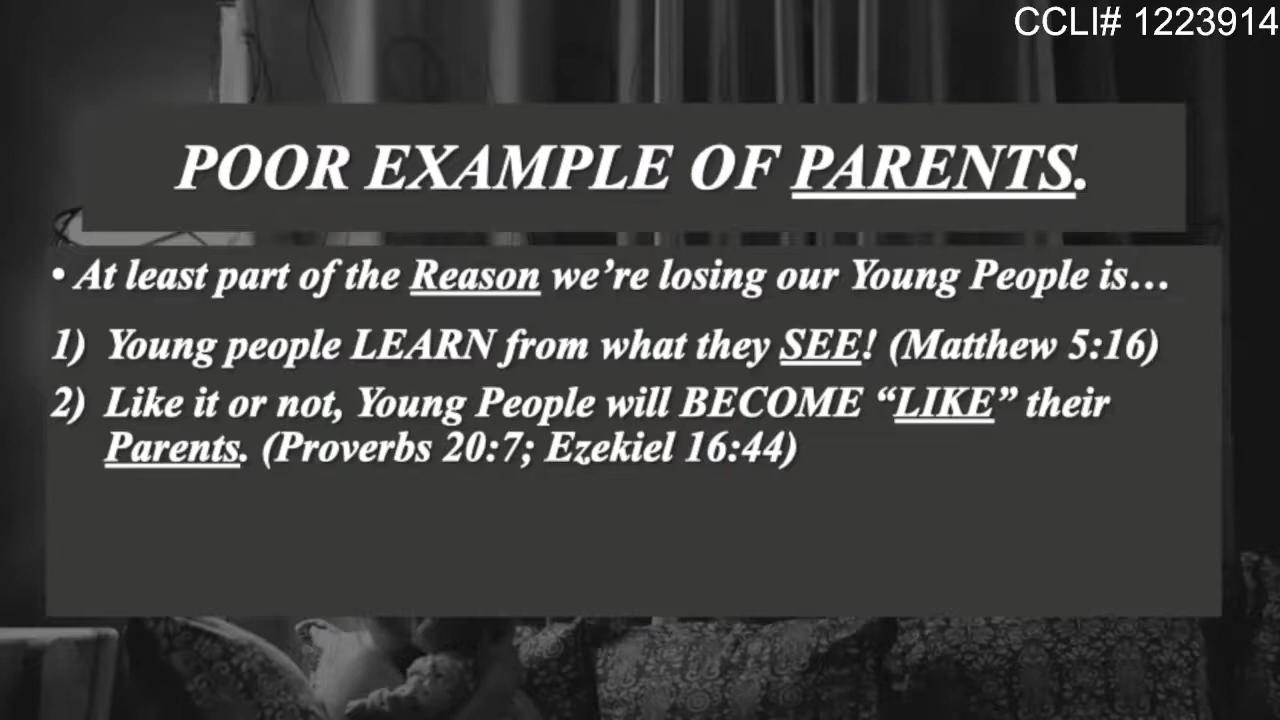 CCLI# 1223914
POOR EXAMPLE OF PARENTS.
• At least part of the Reason we’re losing our Young People is…
1) Young people LEARN from what they SEE! (Matthew 5:16)
2) Like it or not, Young People will BECOME “LIKE” their
Parents. (Proverbs 20:7; Ezekiel 16:44)